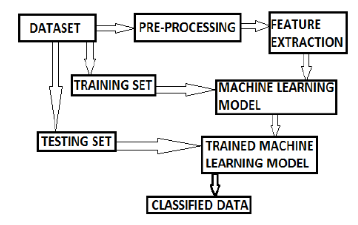 DATASET
PRE-PROCESSING
FEATURE
EXTRACTION
TRAINING SET
MACHINE LEARNING
MODEL
TESTING SET
TRAINED MACHINE
LEARNING MODEL
CLASSIFIED DATA